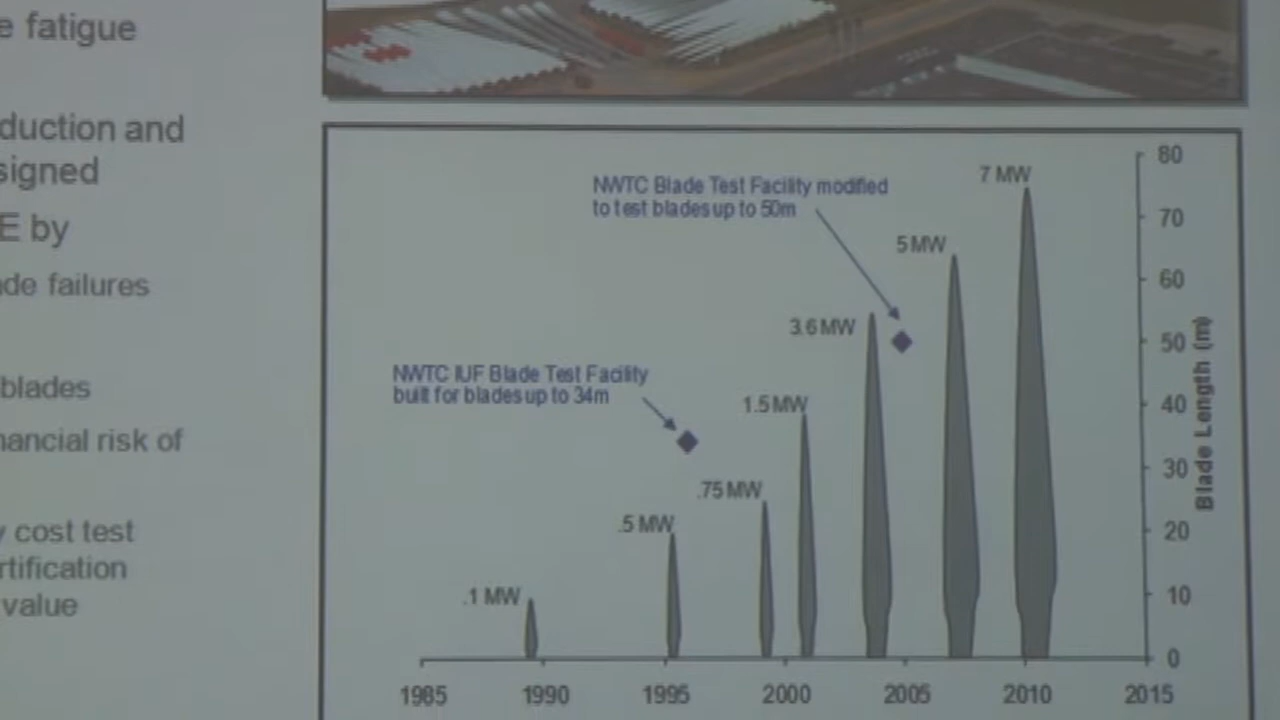 e fatigue
duction and
signed
E by
de failures
blades
nancial risk of
cost test
rtification
value
NWTC Blade Test Facility modified
to test blades up to 50m
NWTC IUF Blade Test Facility
built for blades up to 34m
7 MW
5 MW
3.6 MW
1.5 MW
.75 MW
.5 MW
.1 MW
80
70
60
50
40
30
20
10
0
Blade Length (m)
1985 1990 1995 2000 2005 2010 2015